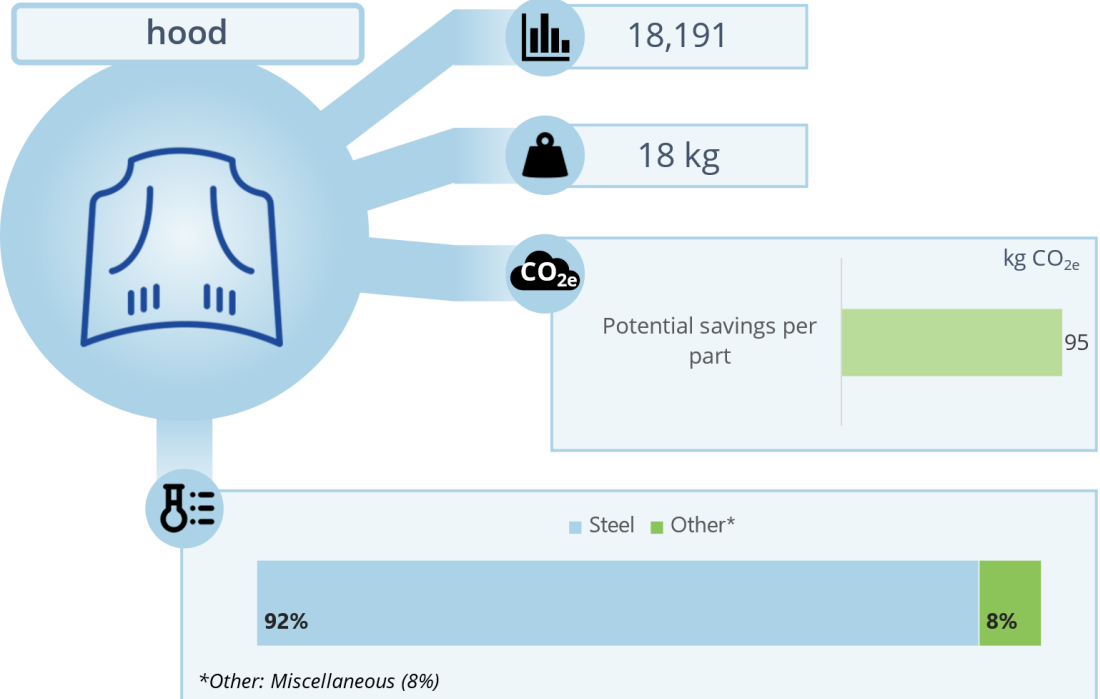 hood
18,191
18 kg
CO2e
kg CO2e
Potential savings per
part
95
Steel Other*
92% 8%
*Other: Miscellaneous (8%)